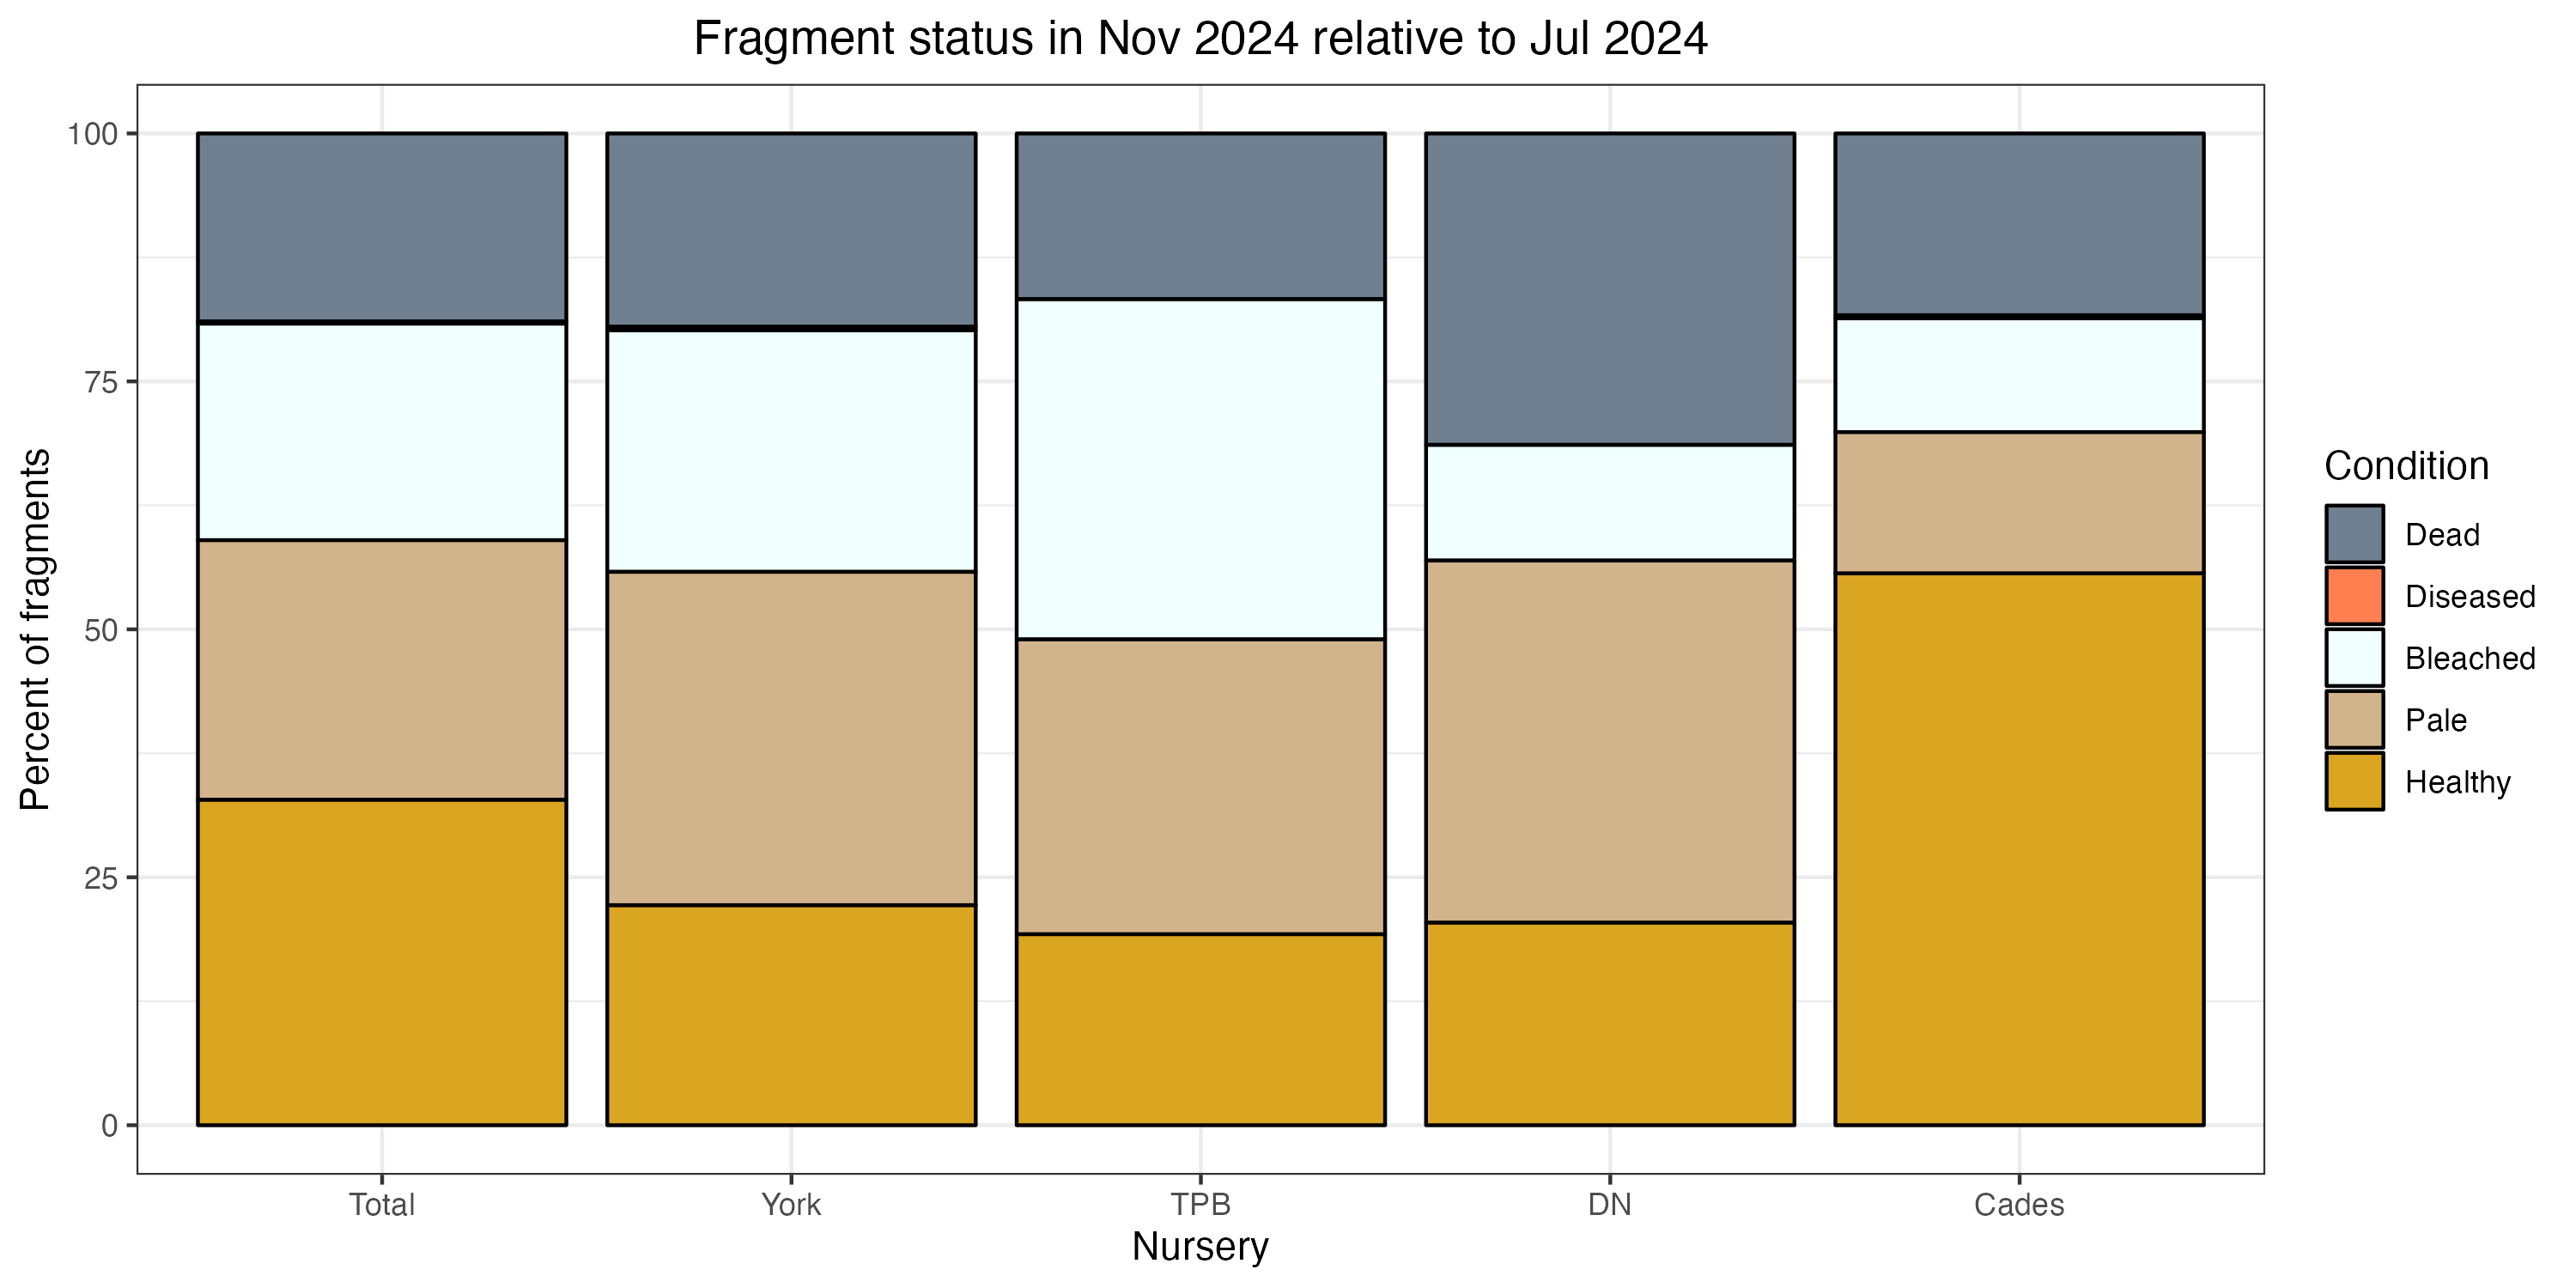 Fragment status in Nov 2024 relative to Jul 2024
Percent of fragments
100
75
50
25
0
Total
York
TPB
DN
Cades
Nursery
Condition
Dead
Diseased
Bleached
Pale
Healthy